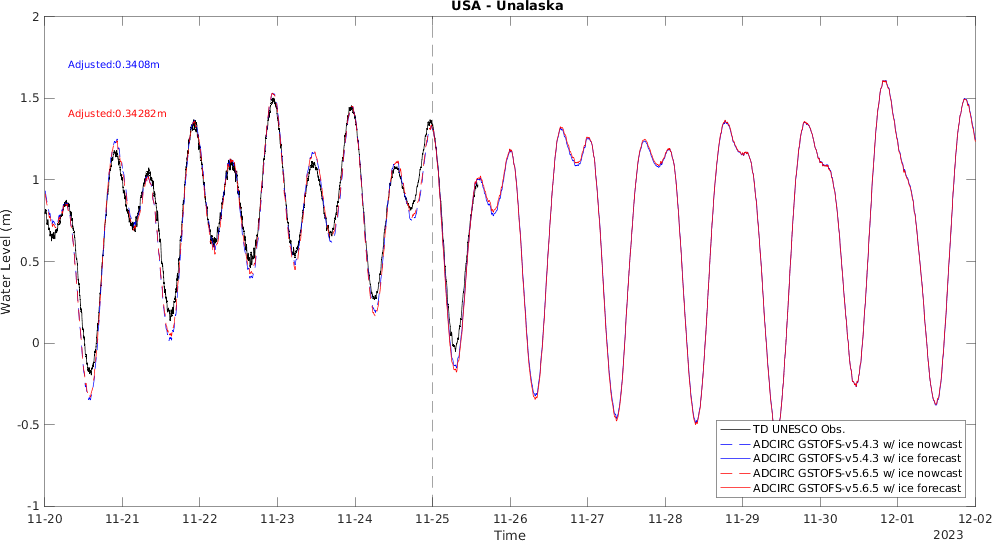 USA - Unalaska
2
1.5
1
0.5
0
-0.5
-1
Water Level (m)
Adjusted:0.3408m
Adjusted:0.34282m
TD UNESCO Obs.
ADCIRC GSTOFS-v5.4.3 w/ ice nowcast
ADCIRC GSTOFS-v5.4.3 w/ ice forecast
ADCIRC GSTOFS-v5.6.5 w/ ice nowcast
ADCIRC GSTOFS-v5.6.5 w/ ice forecast
11-20 11-21 11-22 11-23 11-24 11-25 11-26 11-27 11-28 11-29 11-30 12-01 12-02
Time
2023